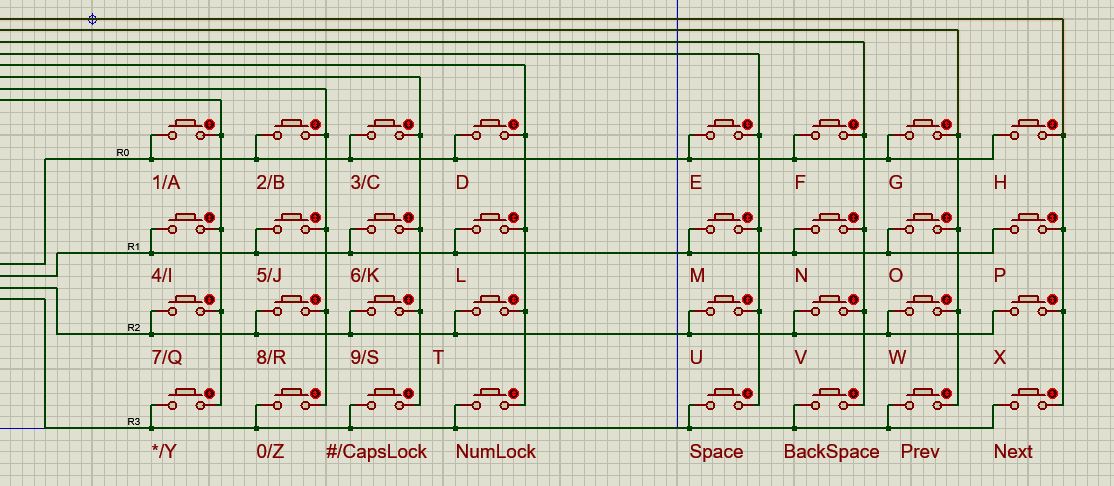 R0
1/A 2/B 3/C D E F G H
R1
4/I 5/J 6/K L M N O P
R2
7/Q 8/R 9/S T U V W X
R3
*/Y 0/Z #/CapsLock NumLock Space BackSpace Prev Next